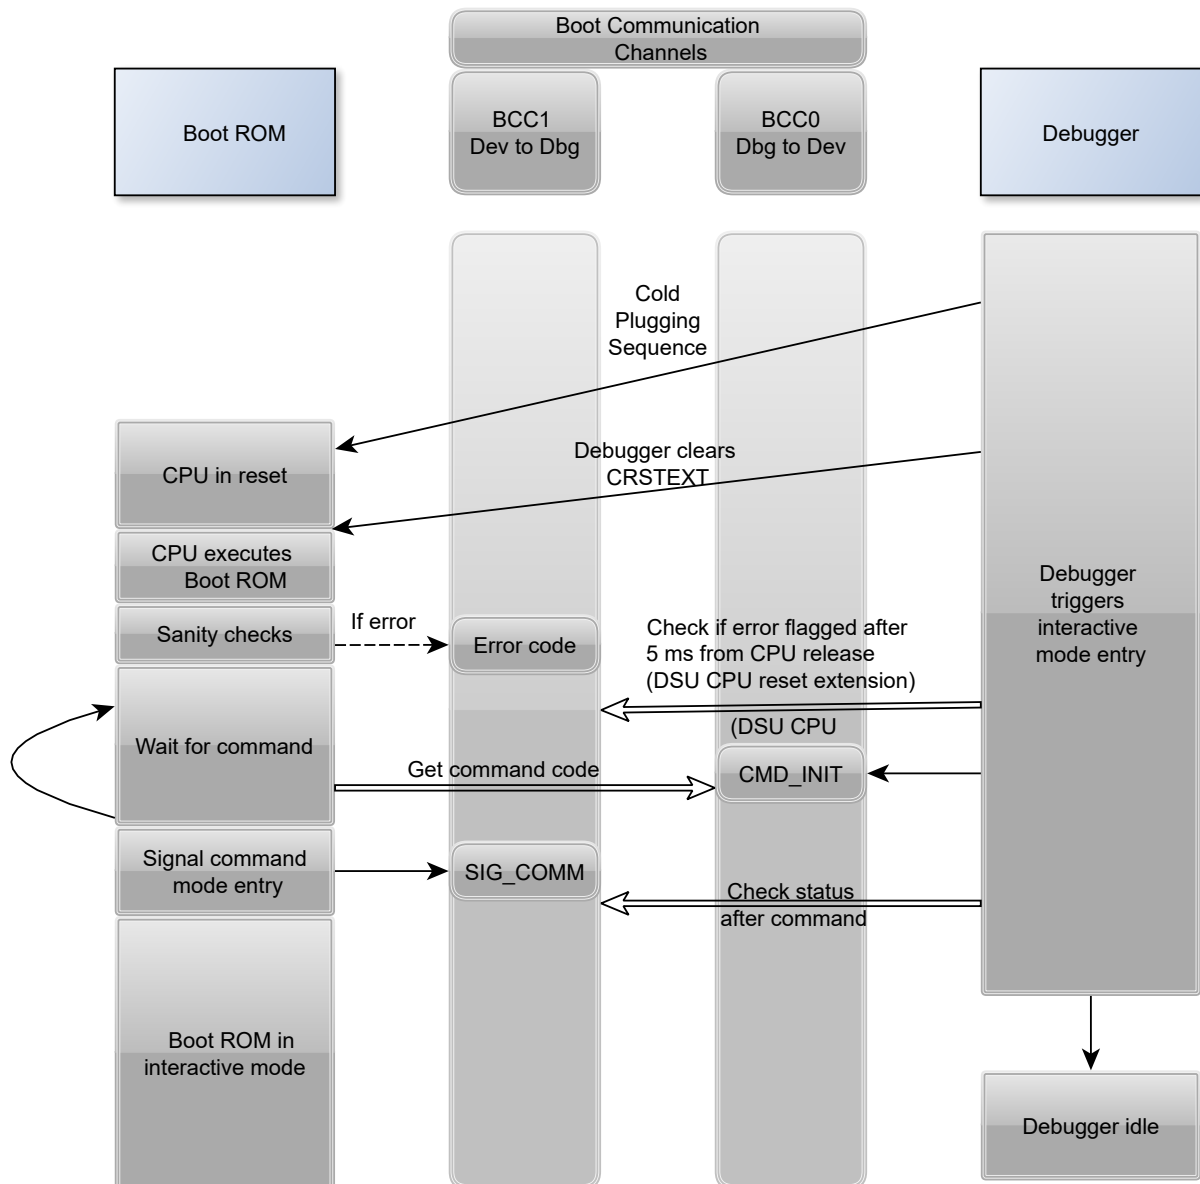 Boot Communication
Channels
Boot ROM
BCC1
Dev to Dbg
BCC0
Dbg to Dev
Debugger
Cold
Plugging
Sequence
CPU in reset
Debugger clears
CRSTEXT
CPU executes
Boot ROM
Sanity checks
If error
Error code
Check if error flagged after
5 ms from CPU release
(DSU CPU reset extension)
(DSU CPU
Debugger
triggers
interactive
mode entry
Wait for command
Get command code
CMD_INIT
Signal command
mode entry
SIG_COMM
Check status
after command
Boot ROM in
interactive mode
Debugger idle